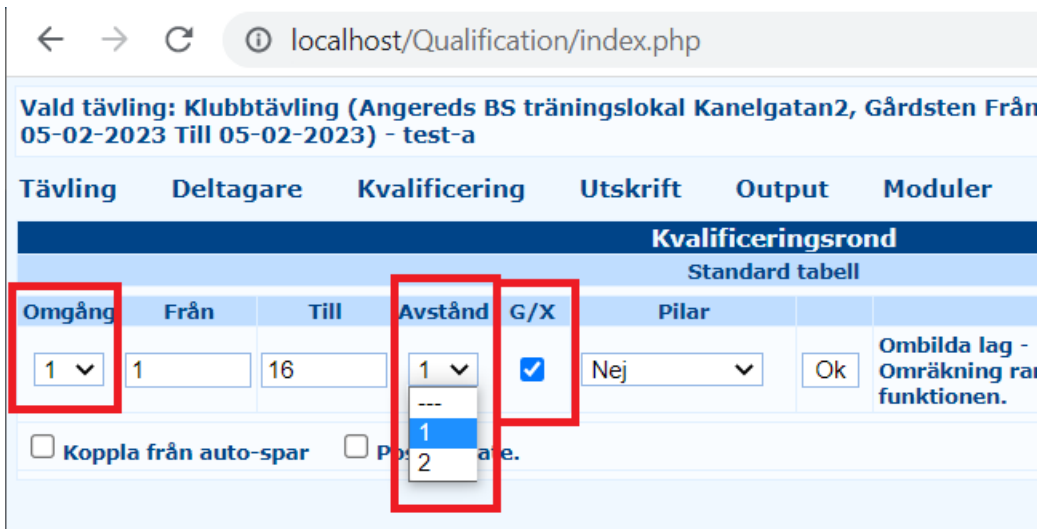 localhost/Qualification/index.php
Vald tävling: Klubbtävling (Angereds BS träningslokal Kanelgatan2, Gårdsten Från
05-02-2023 Till 05-02-2023) - test-a
Tävling Deltagare Kvalificering Utskrift Output Moduler
Kvalificeringsrond
Standard tabell
Omgång Från Till Avstånd G/X Pilar
1 1 16 1 Nej Ok Ombilda lag -
Omräkning ran
funktionen.
---
1
2
Koppla från auto-spar